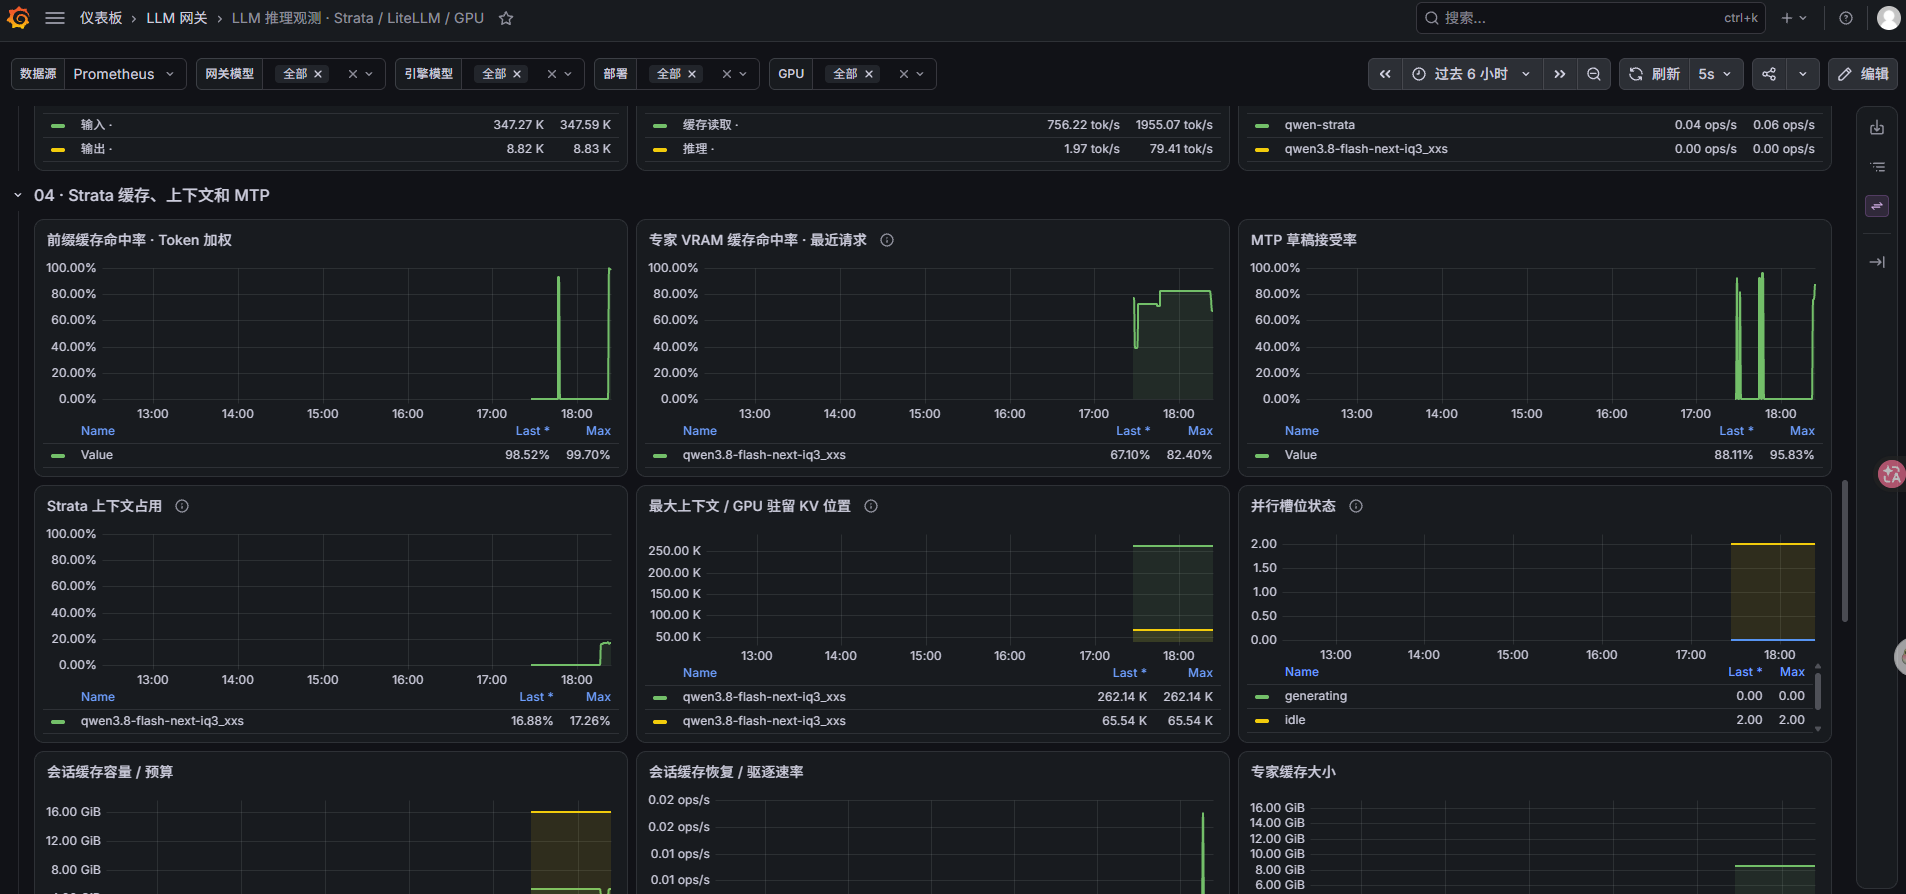 仪表板 › LLM 网关 › LLM 推理观测 · Strata / LiteLLM / GPU
搜索... ctrl+k
数据源 Prometheus 网关模型 全部 × 引擎模型 全部 × 部署 全部 × GPU 全部 ×
过去 6 小时 刷新 5s 编辑
输入 · 347.27 K 347.59 K
输出 · 8.82 K 8.83 K
缓存读取 · 756.22 tok/s 1955.07 tok/s
推理 · 1.97 tok/s 79.41 tok/s
qwen-strata 0.04 ops/s 0.06 ops/s
qwen3.8-flash-next-iq3_xxs 0.00 ops/s 0.00 ops/s
04 · Strata 缓存、上下文和 MTP
前缀缓存命中率 · Token 加权
100.00%
80.00%
60.00%
40.00%
20.00%
0.00%
13:00 14:00 15:00 16:00 17:00 18:00
Name Last * Max
Value 98.52% 99.70%
专家 VRAM 缓存命中率 · 最近请求
100.00%
80.00%
60.00%
40.00%
20.00%
0.00%
13:00 14:00 15:00 16:00 17:00 18:00
Name Last * Max
qwen3.8-flash-next-iq3_xxs 67.10% 82.40%
MTP 草稿接受率
100.00%
80.00%
60.00%
40.00%
20.00%
0.00%
13:00 14:00 15:00 16:00 17:00 18:00
Name Last * Max
Value 88.11% 95.83%
Strata 上下文占用
100.00%
80.00%
60.00%
40.00%
20.00%
0.00%
13:00 14:00 15:00 16:00 17:00 18:00
Name Last * Max
qwen3.8-flash-next-iq3_xxs 16.88% 17.26%
最大上下文 / GPU 驻留 KV 位置
250.00 K
200.00 K
150.00 K
100.00 K
50.00 K
13:00 14:00 15:00 16:00 17:00 18:00
Name Last * Max
qwen3.8-flash-next-iq3_xxs 262.14 K 262.14 K
qwen3.8-flash-next-iq3_xxs 65.54 K 65.54 K
并行槽位状态
2.00
1.50
1.00
0.50
0.00
13:00 14:00 15:00 16:00 17:00 18:00
Name Last * Max
generating 0.00 0.00
idle 2.00 2.00
会话缓存容量 / 预算
16.00 GiB
12.00 GiB
8.00 GiB
会话缓存恢复 / 驱逐速率
0.02 ops/s
0.02 ops/s
0.01 ops/s
0.01 ops/s
专家缓存大小
16.00 GiB
14.00 GiB
12.00 GiB
10.00 GiB
8.00 GiB
6.00 GiB